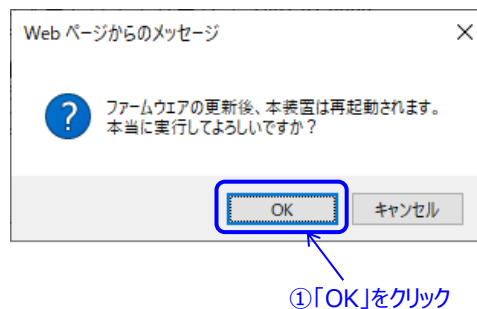 Web ページからのメッセージ
ファームウエアの更新後、本装置は再起動されます。
本当に実行してよろしいですか？
OK
キャンセル
①「OK」をクリック